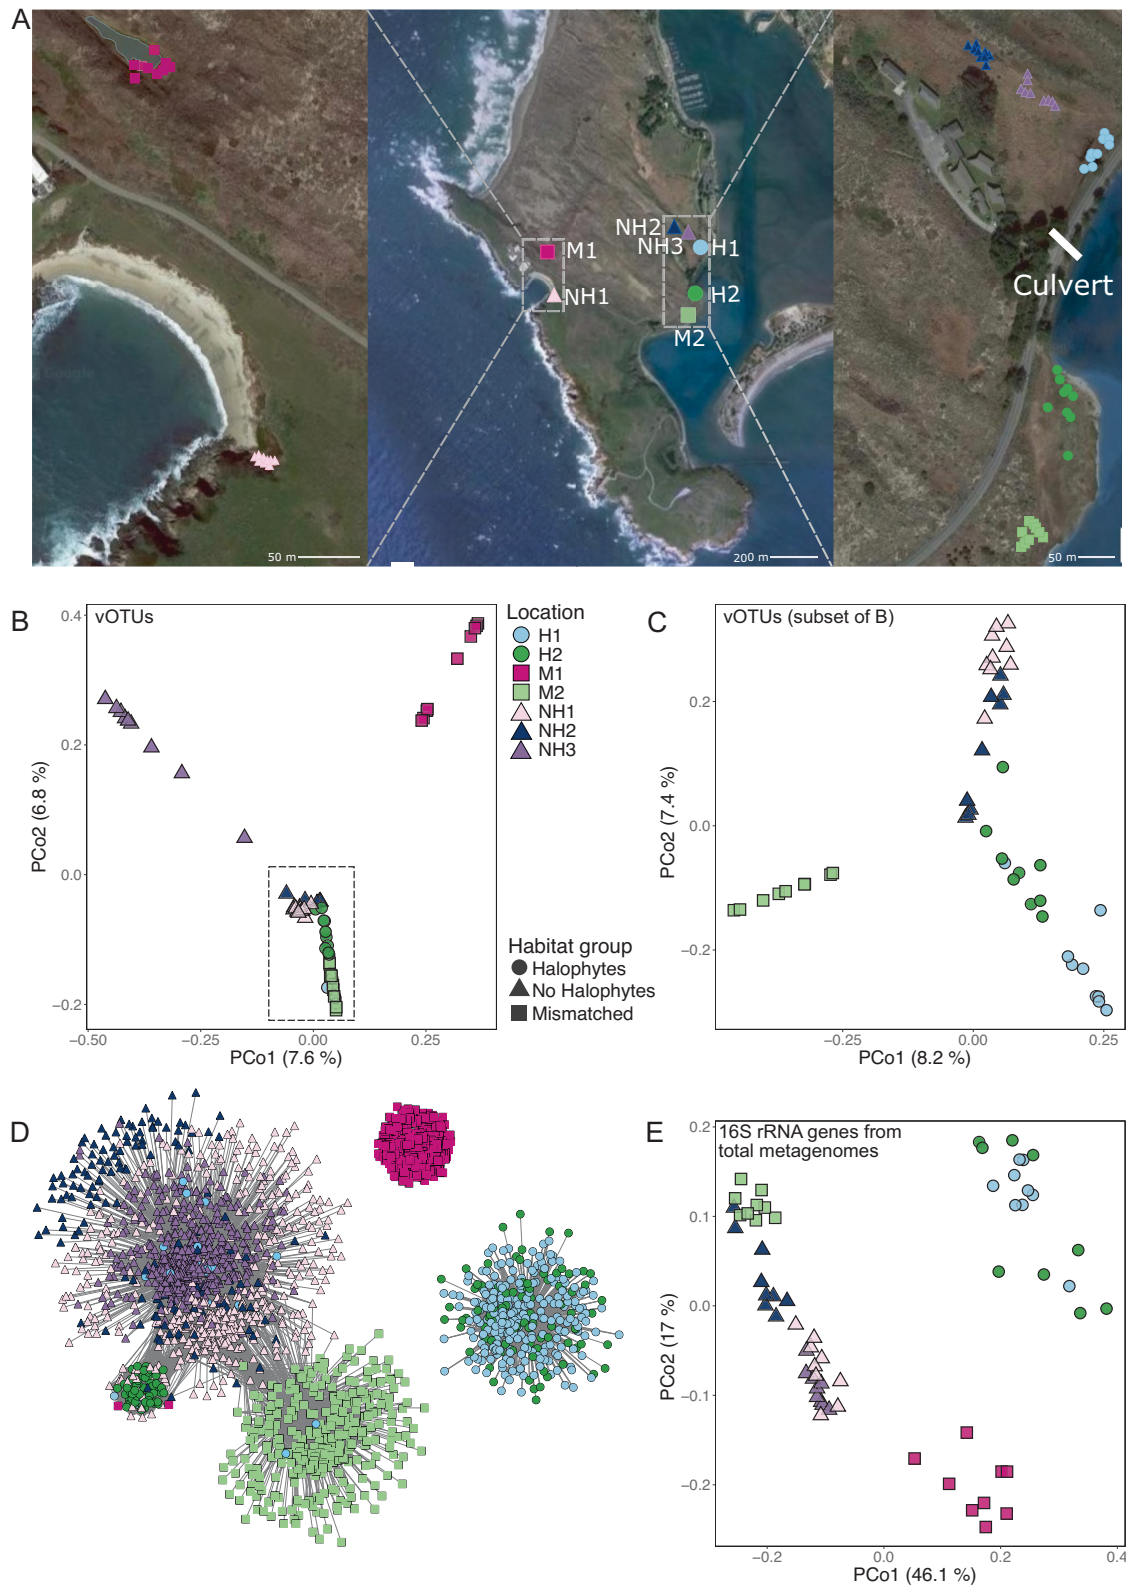 A
M1
NH1
NH2
NH3
H1
H2
M2
Culvert
Google
50 m
200 m
50 m
B
vOTUs
0.4
0.2
0.0
−0.2
PCo2 (6.8 %)
−0.50
−0.25
0.00
0.25
PCo1 (7.6 %)
Location
H1
H2
M1
M2
NH1
NH2
NH3
Habitat group
Halophytes
No Halophytes
Mismatched
C
vOTUs (subset of B)
0.2
0.0
−0.2
PCo2 (7.4 %)
−0.25
0.00
0.25
PCo1 (8.2 %)
D
E
16S rRNA genes from
total metagenomes
0.2
0.1
0.0
−0.1
−0.2
PCo2 (17 %)
−0.2
0.0
0.2
0.4
PCo1 (46.1 %)